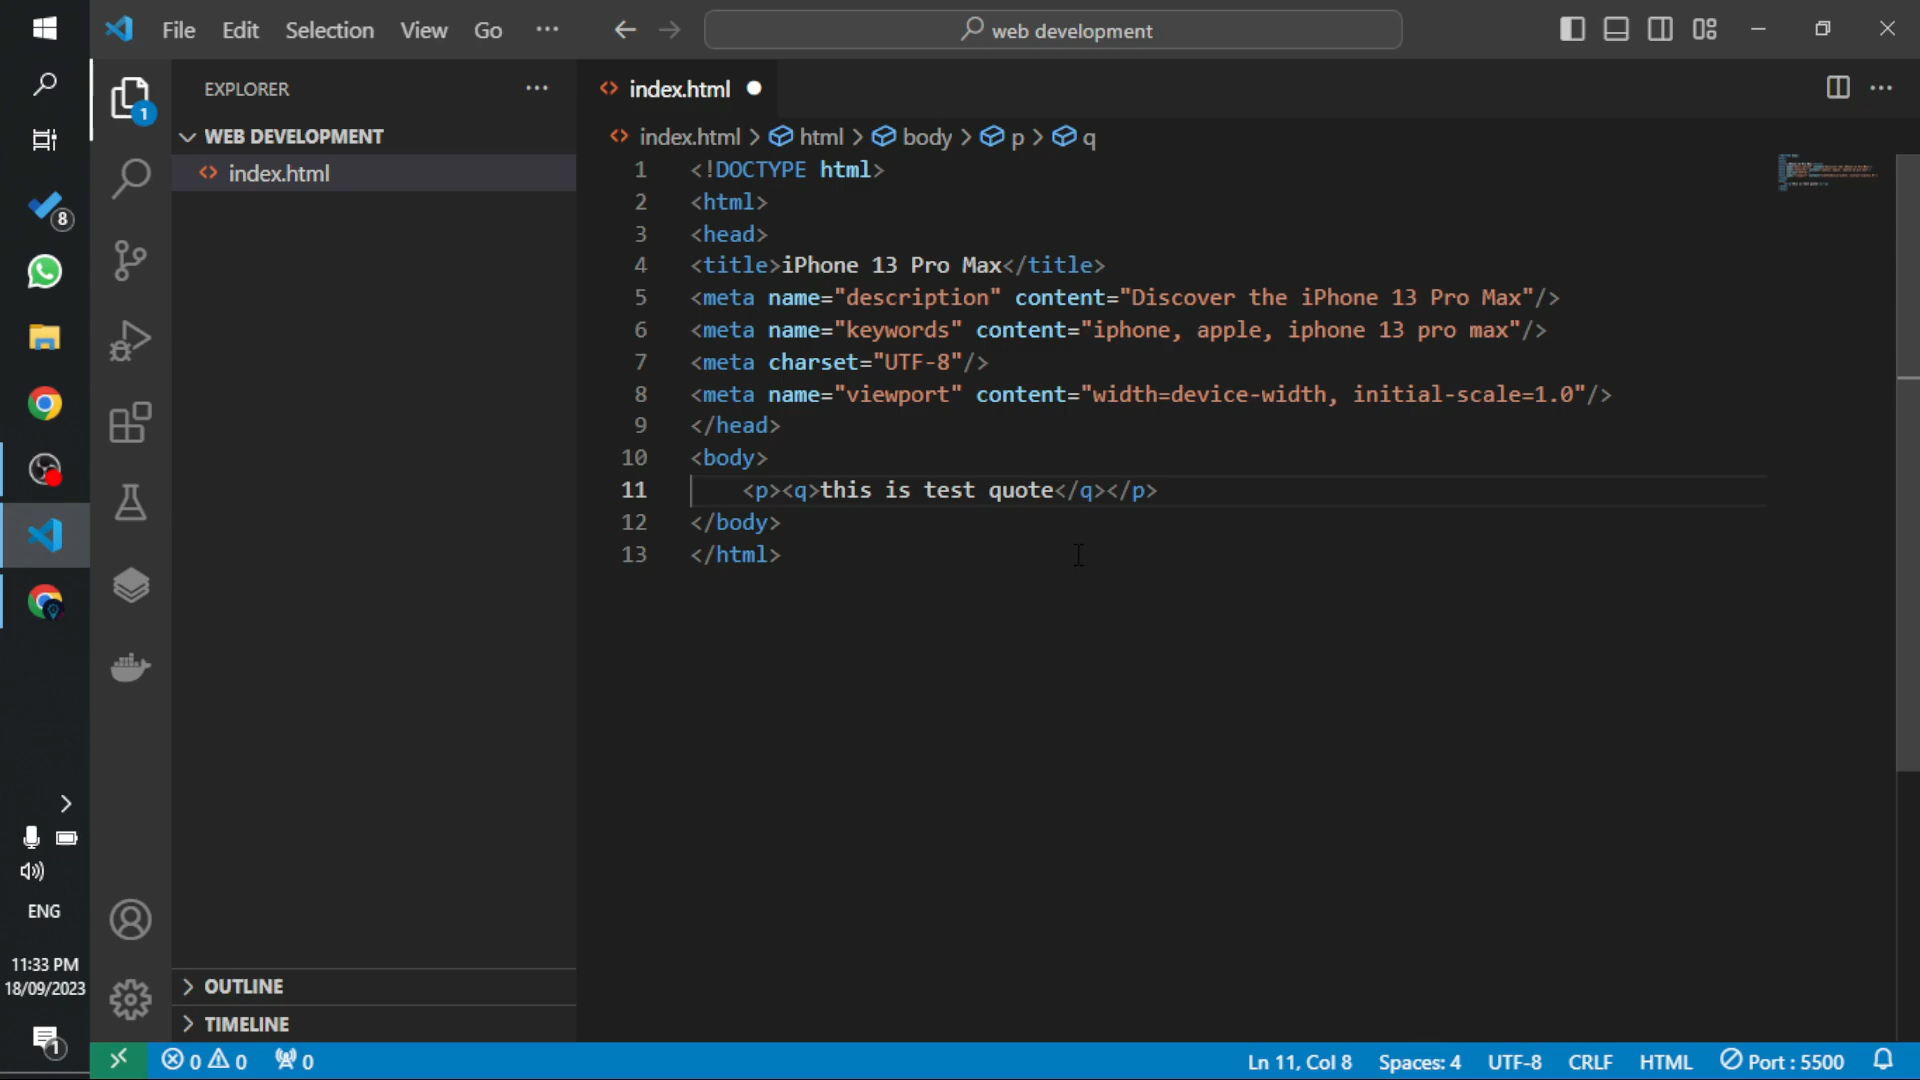 File Edit Selection View Go ··· web development
EXPLORER ···
index.html
WEB DEVELOPMENT
index.html
index.html > html > body > p > q
1 <!DOCTYPE html>
2 <html>
3 <head>
4 <title>iPhone 13 Pro Max</title>
5 <meta name="description" content="Discover the iPhone 13 Pro Max"/>
6 <meta name="keywords" content="iphone, apple, iphone 13 pro max"/>
7 <meta charset="UTF-8"/>
8 <meta name="viewport" content="width=device-width, initial-scale=1.0"/>
9 </head>
10 <body>
11     <p><q>this is test quote</q></p>
12 </body>
13 </html>
1
8
ENG
11:33 PM
18/09/2023
1
OUTLINE
TIMELINE
0 0 0
Ln 11, Col 8 Spaces: 4 UTF-8 CRLF HTML Port : 5500